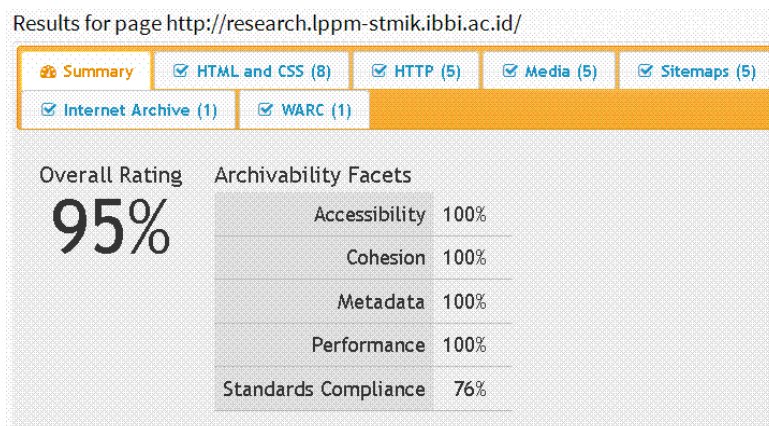 Results for page http://research.lppm-stmik.ibbi.ac.id/
Summary HTML and CSS (8) HTTP (5) Media (5) Sitemaps (5)
Internet Archive (1) WARC (1)
Overall Rating
95%
Archivability Facets
Accessibility 100%
Cohesion 100%
Metadata 100%
Performance 100%
Standards Compliance 76%